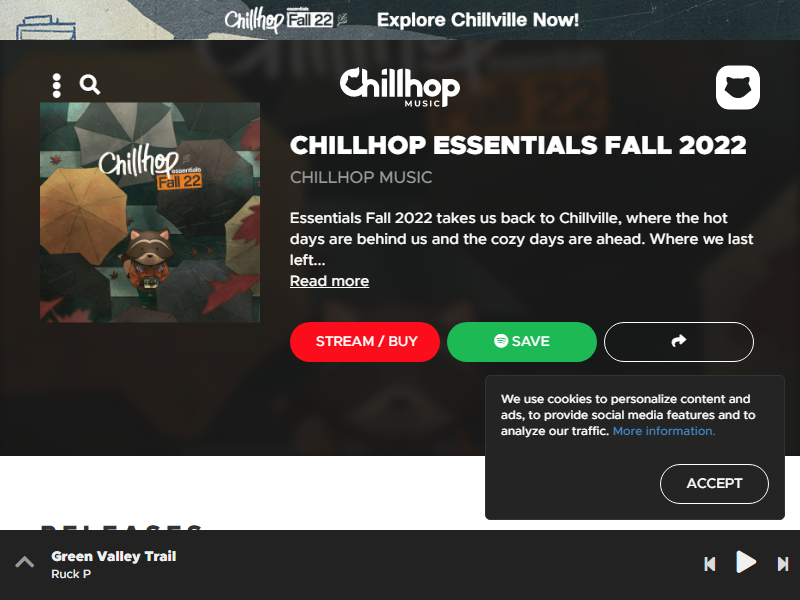 Chillhop essentials Fall 22 Explore Chillville Now!
Chillhop
MUSIC
Chillhop
essentials
Fall 22
CHILLHOP ESSENTIALS FALL 2022
CHILLHOP MUSIC
Essentials Fall 2022 takes us back to Chillville, where the hot
days are behind us and the cozy days are ahead. Where we last
left...
Read more
STREAM / BUY
SAVE
We use cookies to personalize content and
ads, to provide social media features and to
analyze our traffic. More information.
ACCEPT
RELEASES
Green Valley Trail
Ruck P